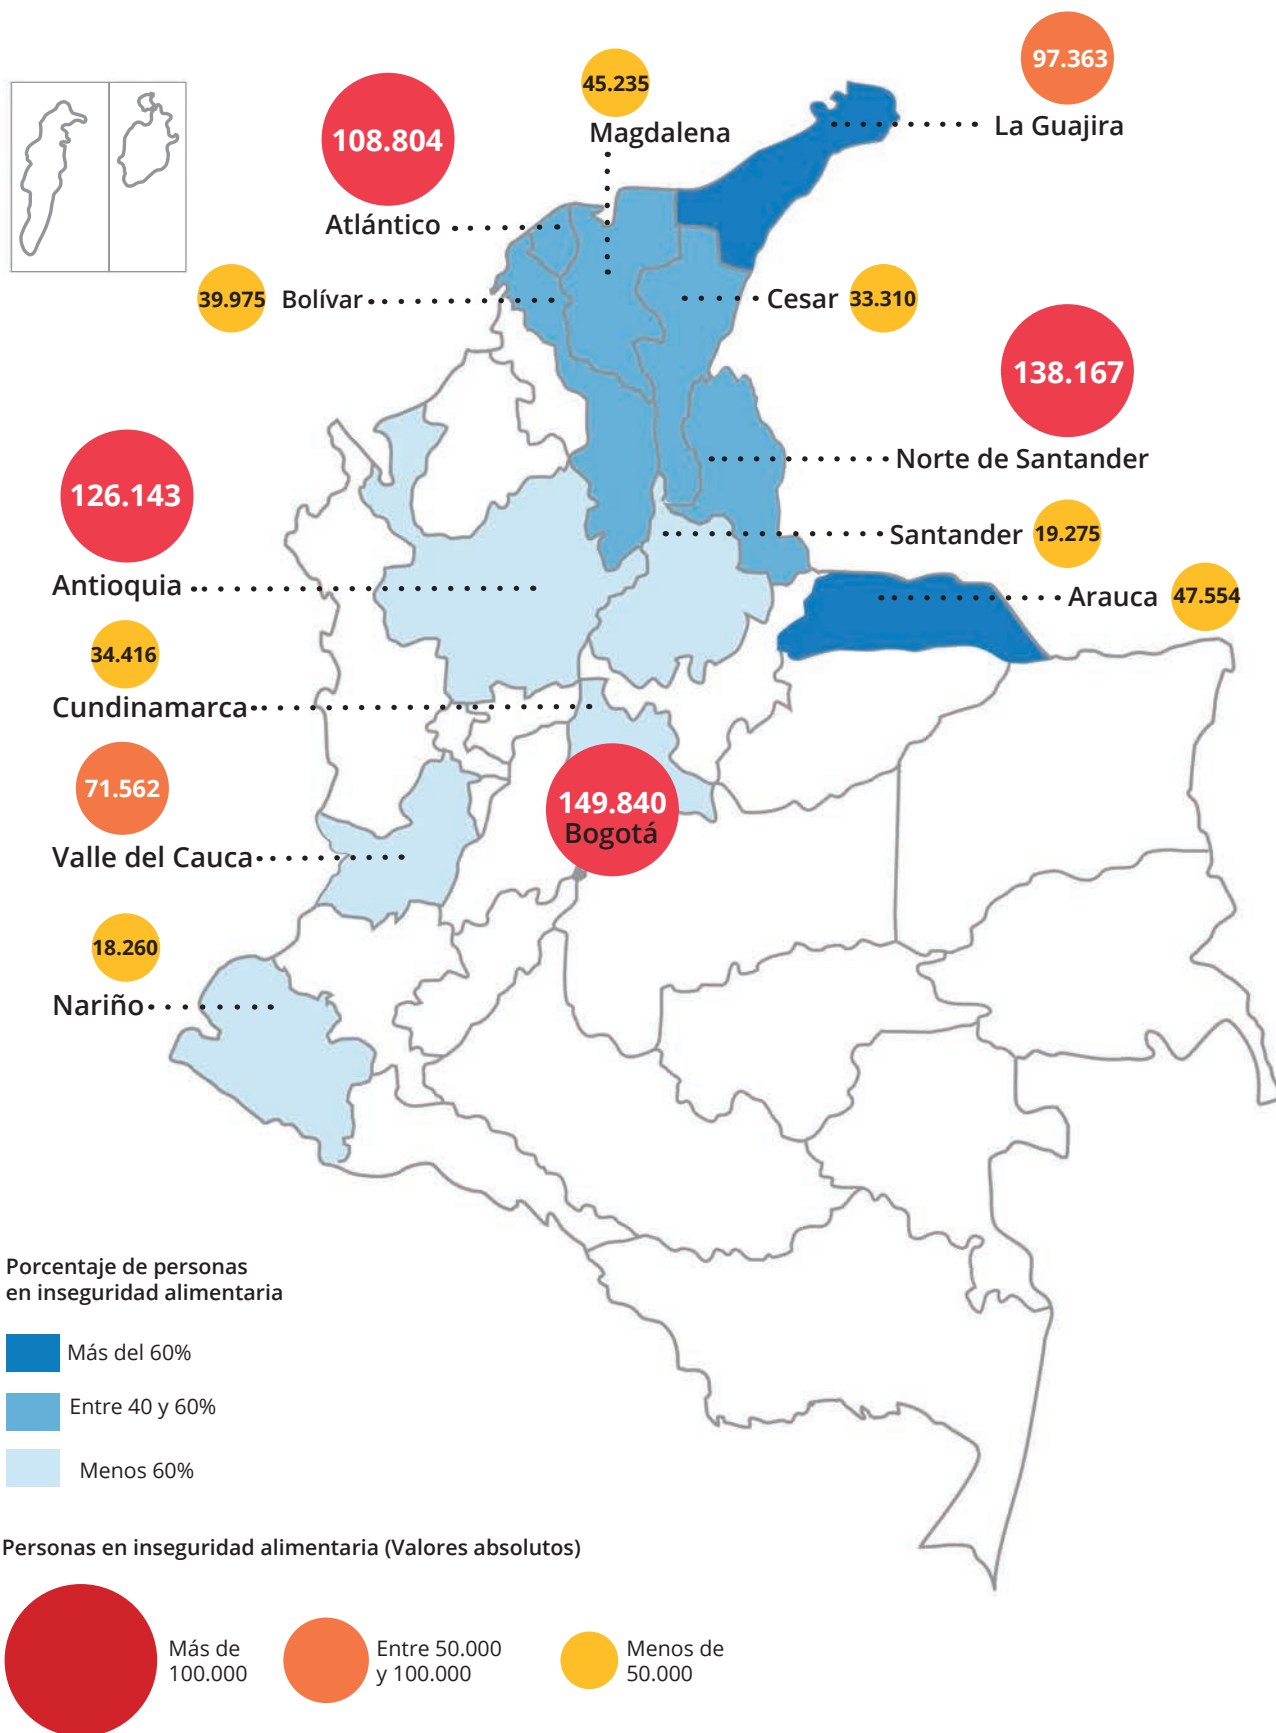 97.363
La Guajira
45.235
Magdalena
108.804
Atlántico
39.975
Bolívar
Cesar
33.310
138.167
Norte de Santander
126.143
Antioquia
Santander
19.275
Arauca
47.554
34.416
Cundinamarca
71.562
Valle del Cauca
149.840
Bogotá
18.260
Nariño
Porcentaje de personas
en inseguridad alimentaria
Más del 60%
Entre 40 y 60%
Menos 60%
Personas en inseguridad alimentaria (Valores absolutos)
Más de
100.000
Entre 50.000
y 100.000
Menos de
50.000